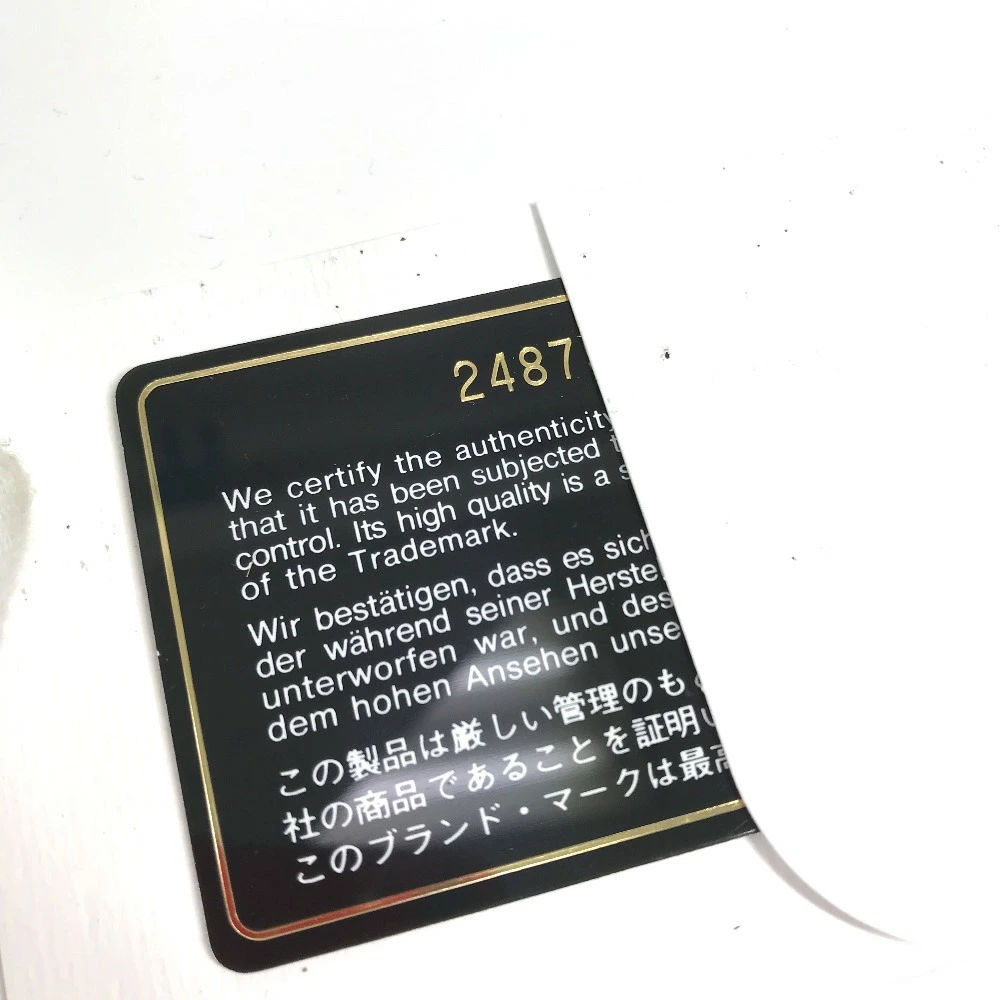 2487
We certify the authenticity
that it has been subjected
control. Its high quality is a
of the Trademark.
Wir bestätigen, dass es sich
der während seiner
unterworfen war, und
dem hohen Ansehen
この製品は厳しい管理のも
社の商品であることを証明
このブランド・マークは最高